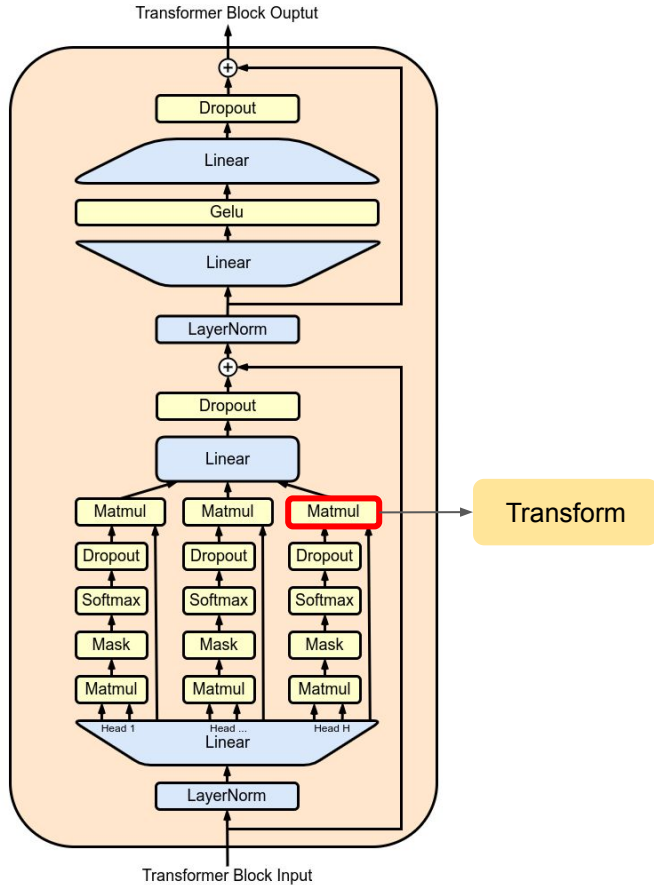 Transformer Block Ouptut
Dropout
Linear
Gelu
Linear
LayerNorm
Dropout
Linear
Matmul Matmul Matmul Transform
Dropout Dropout Dropout
Softmax Softmax Softmax
Mask Mask Mask
Matmul Matmul Matmul
Head 1 Head ... Head H
Linear
LayerNorm
Transformer Block Input